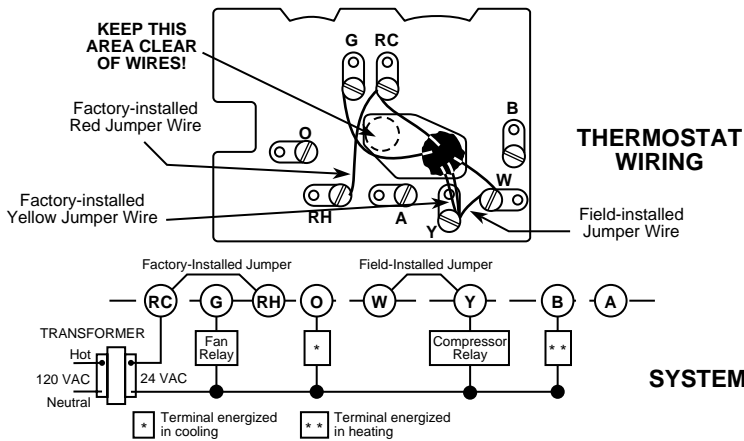 KEEP THIS
AREA CLEAR
OF WIRES!
G RC
Factory-installed
Red Jumper Wire
B
O
THERMOSTAT
WIRING
Factory-installed
Yellow Jumper Wire
W
RH
A
Y
Field-installed
Jumper Wire
Factory-Installed Jumper
Field-Installed Jumper
RC G RH O W Y B A
TRANSFORMER
Hot
Fan
Relay
*
Compressor
Relay
* *
120 VAC
24 VAC
Neutral
SYSTEM
* Terminal energized
in cooling
* * Terminal energized
in heating